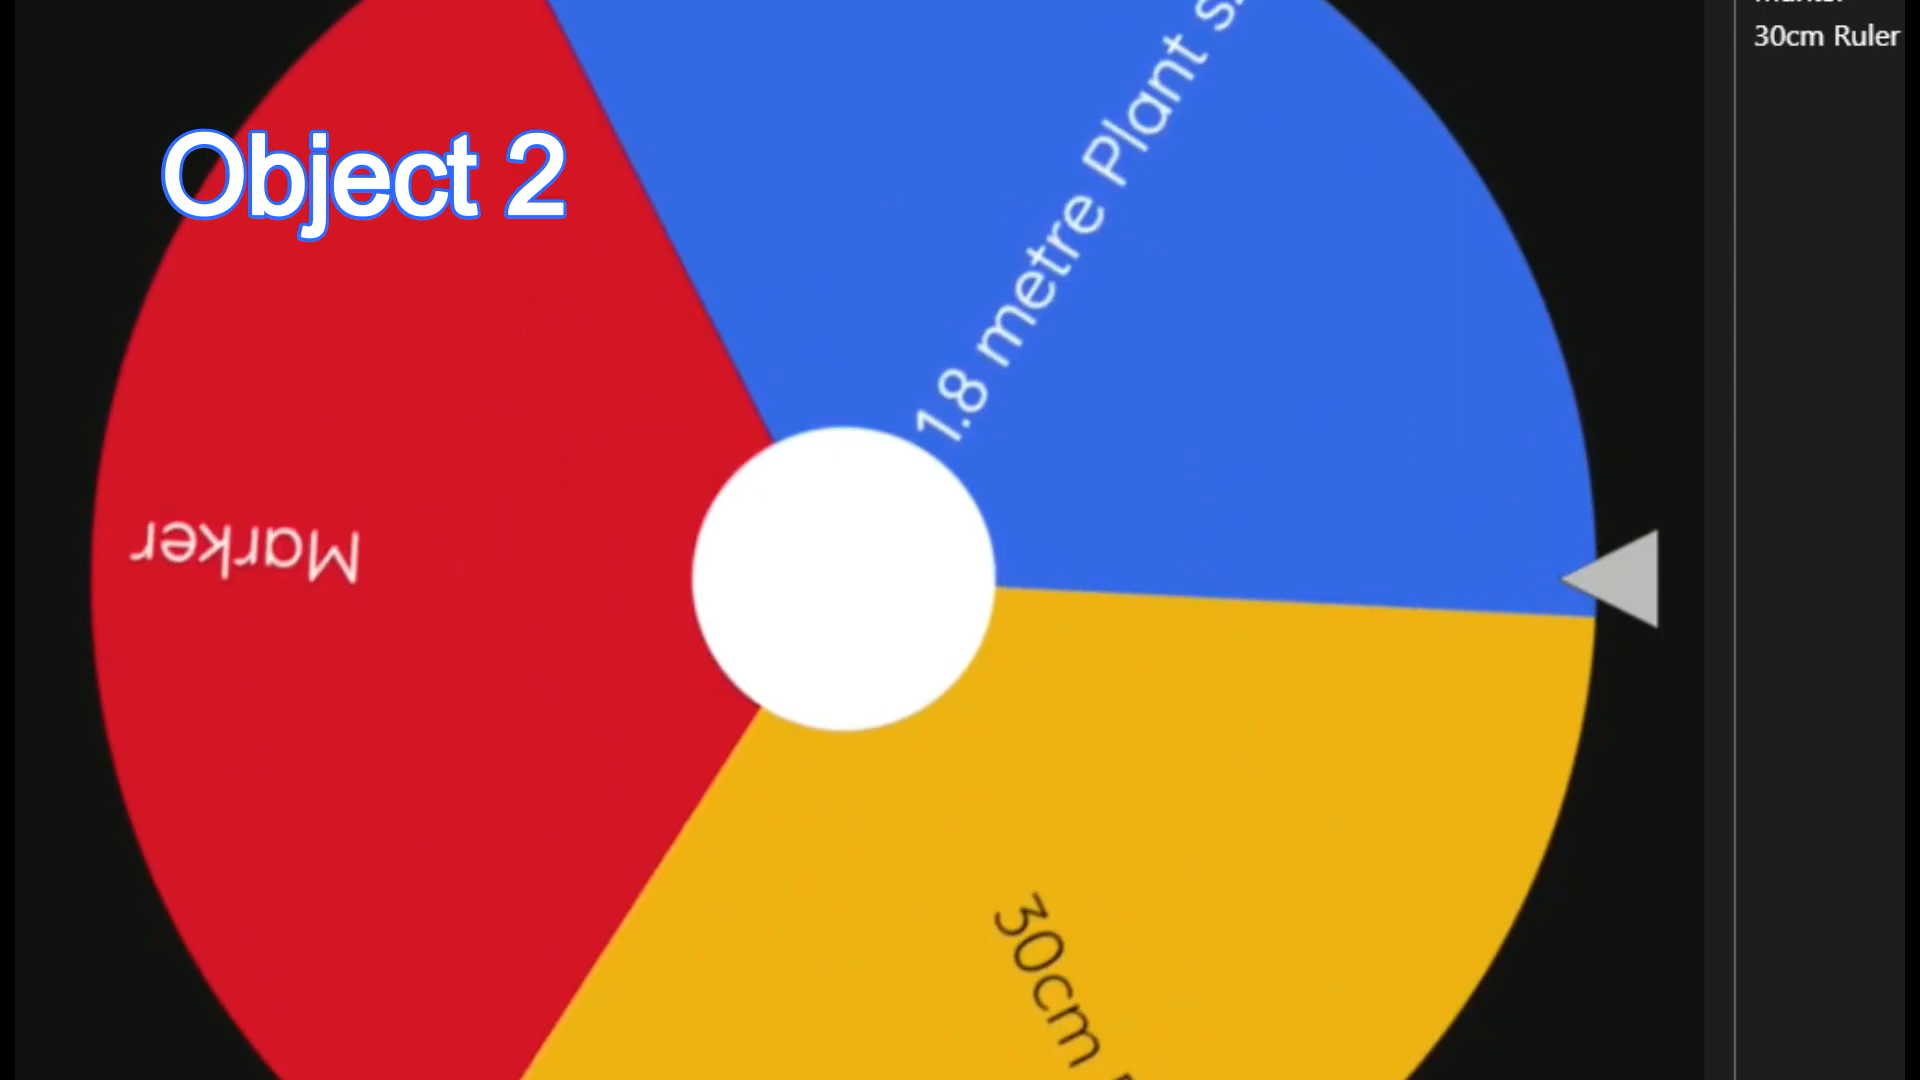 30cm Ruler
Object 2
1.8 metre Plant
Marker
30cm